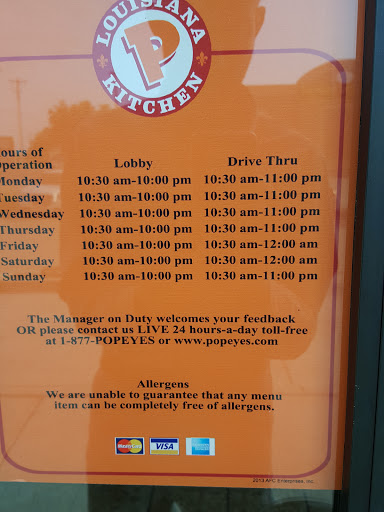 LOUISIANA
P
KITCHEN
ours of
peration Lobby Drive Thru
Monday 10:30 am-10:00 pm 10:30 am-11:00 pm
Tuesday 10:30 am-10:00 pm 10:30 am-11:00 pm
Wednesday 10:30 am-10:00 pm 10:30 am-11:00 pm
Thursday 10:30 am-10:00 pm 10:30 am-11:00 pm
Friday 10:30 am-10:00 pm 10:30 am-12:00 am
Saturday 10:30 am-10:00 pm 10:30 am-12:00 am
Sunday 10:30 am-10:00 pm 10:30 am-11:00 pm
The Manager on Duty welcomes your feedback
OR please contact us LIVE 24 hours-a-day toll-free
at 1-877-POPEYES or www.popeyes.com
Allergens
We are unable to guarantee that any menu
item can be completely free of allergens.
MasterCard VISA
2013 AFC Enterprises, Inc.